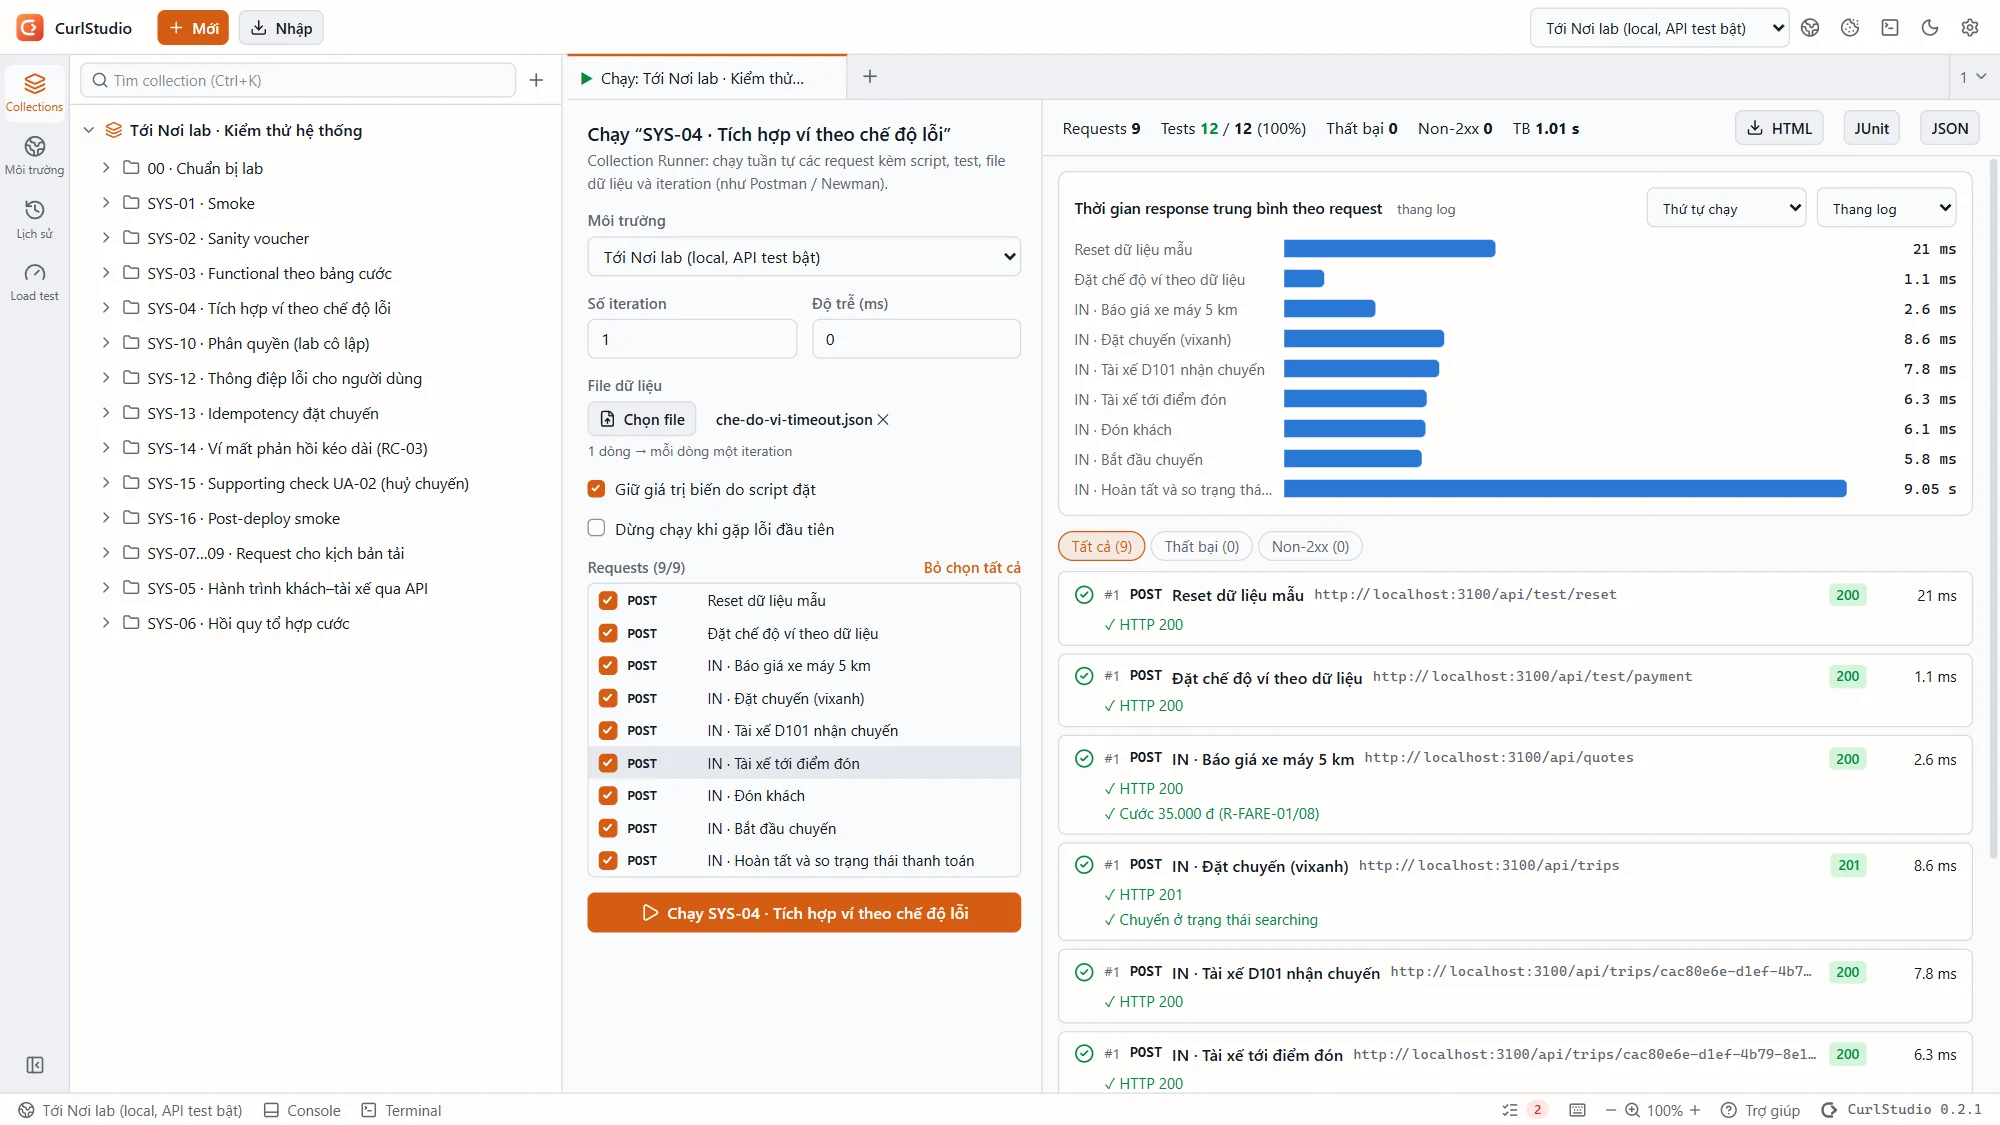 CurlStudio
Mới
Nhập
Tới Nơi lab (local, API test bật)
Collections
Môi trường
Lịch sử
Load test
Tìm collection (Ctrl+K)
Tới Nơi lab · Kiểm thử hệ thống
00 · Chuẩn bị lab
SYS-01 · Smoke
SYS-02 · Sanity voucher
SYS-03 · Functional theo bảng cước
SYS-04 · Tích hợp ví theo chế độ lỗi
SYS-10 · Phân quyền (lab cô lập)
SYS-12 · Thông điệp lỗi cho người dùng
SYS-13 · Idempotency đặt chuyến
SYS-14 · Ví mất phản hồi kéo dài (RC-03)
SYS-15 · Supporting check UA-02 (huỷ chuyến)
SYS-16 · Post-deploy smoke
SYS-07…09 · Request cho kịch bản tải
SYS-05 · Hành trình khách–tài xế qua API
SYS-06 · Hồi quy tổ hợp cước
Chạy: Tới Nơi lab · Kiểm thử...
1
Chạy “SYS-04 · Tích hợp ví theo chế độ lỗi”
Collection Runner: chạy tuần tự các request kèm script, test, file
dữ liệu và iteration (như Postman / Newman).
Môi trường
Tới Nơi lab (local, API test bật)
Số iteration
Độ trễ (ms)
1
0
File dữ liệu
Chọn file
che-do-vi-timeout.json
1 dòng → mỗi dòng một iteration
Giữ giá trị biến do script đặt
Dừng chạy khi gặp lỗi đầu tiên
Requests (9/9)
Bỏ chọn tất cả
POST Reset dữ liệu mẫu
POST Đặt chế độ ví theo dữ liệu
POST IN · Báo giá xe máy 5 km
POST IN · Đặt chuyến (vixanh)
POST IN · Tài xế D101 nhận chuyến
POST IN · Tài xế tới điểm đón
POST IN · Đón khách
POST IN · Bắt đầu chuyến
POST IN · Hoàn tất và so trạng thái thanh toán
Chạy SYS-04 · Tích hợp ví theo chế độ lỗi
Requests 9 Tests 12 / 12 (100%) Thất bại 0 Non-2xx 0 TB 1.01 s
HTML
JUnit
JSON
Thời gian response trung bình theo request thang log
Thứ tự chạy
Thang log
Reset dữ liệu mẫu 21 ms
Đặt chế độ ví theo dữ liệu 1.1 ms
IN · Báo giá xe máy 5 km 2.6 ms
IN · Đặt chuyến (vixanh) 8.6 ms
IN · Tài xế D101 nhận chuyến 7.8 ms
IN · Tài xế tới điểm đón 6.3 ms
IN · Đón khách 6.1 ms
IN · Bắt đầu chuyến 5.8 ms
IN · Hoàn tất và so trạng thá... 9.05 s
Tất cả (9)
Thất bại (0)
Non-2xx (0)
#1 POST Reset dữ liệu mẫu http://localhost:3100/api/test/reset 200 21 ms
✓ HTTP 200
#1 POST Đặt chế độ ví theo dữ liệu http://localhost:3100/api/test/payment 200 1.1 ms
✓ HTTP 200
#1 POST IN · Báo giá xe máy 5 km http://localhost:3100/api/quotes 200 2.6 ms
✓ HTTP 200
✓ Cước 35.000 đ (R-FARE-01/08)
#1 POST IN · Đặt chuyến (vixanh) http://localhost:3100/api/trips 201 8.6 ms
✓ HTTP 201
✓ Chuyến ở trạng thái searching
#1 POST IN · Tài xế D101 nhận chuyến http://localhost:3100/api/trips/cac80e6e-d1ef-4b7… 200 7.8 ms
✓ HTTP 200
#1 POST IN · Tài xế tới điểm đón http://localhost:3100/api/trips/cac80e6e-d1ef-4b79-8e1… 200 6.3 ms
✓ HTTP 200
Tới Nơi lab (local, API test bật)
Console
Terminal
2
100%
Trợ giúp
CurlStudio 0.2.1